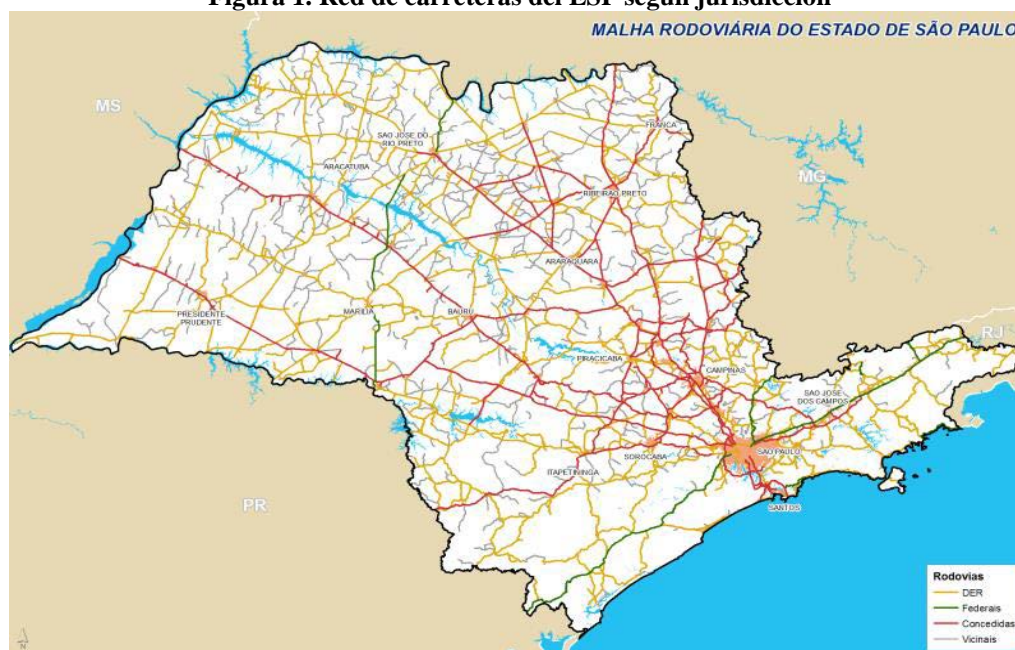 Figura 1. Red de carreteras del ESP según jurisdicción
MALHA RODOVIÁRIA DO ESTADO DE SÃO PAULO
MS
FRANCA
SAO JOSE DO
RIO PRETO
ARACATUBA
MG
RIBEIRAO PRETO
ARARAQUARA
PRESIDENTE
PRUDENTE
MARILIA
BAURU
RJ
PIRACICABA
CAMPINAS
SAO JOSE
DOS CAMPOS
SOROCABA
SAO PAULO
ITAPETININGA
PR
SANTOS
Rodovias
DER
Federais
Concedidas
Vicinais
N